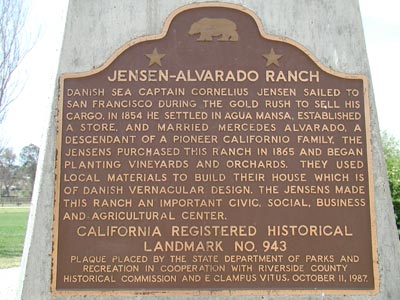 JENSEN-ALVARADO RANCH
DANISH SEA CAPTAIN CORNELIUS JENSEN SAILED TO
SAN FRANCISCO DURING THE GOLD RUSH TO SELL HIS
CARGO. IN 1854 HE SETTLED IN AGUA MANSA, ESTABLISHED
A STORE, AND MARRIED MERCEDES ALVARADO, A
DESCENDANT OF A PIONEER CALIFORNIO FAMILY, THE
JENSENS PURCHASED THIS RANCH IN 1865 AND BEGAN
PLANTING VINEYARDS AND ORCHARDS. THEY USED
LOCAL MATERIALS TO BUILD THEIR HOUSE WHICH IS
OF DANISH VERNACULAR DESIGN. THE JENSENS MADE
THIS RANCH AN IMPORTANT CIVIC, SOCIAL, BUSINESS
AND AGRICULTURAL CENTER.
CALIFORNIA REGISTERED HISTORICAL
LANDMARK NO. 943
PLAQUE PLACED BY THE STATE DEPARTMENT OF PARKS AND
RECREATION IN COOPERATION WITH RIVERSIDE COUNTY
HISTORICAL COMMISSION AND E CLAMPUS VITUS, OCTOBER 11, 1987.